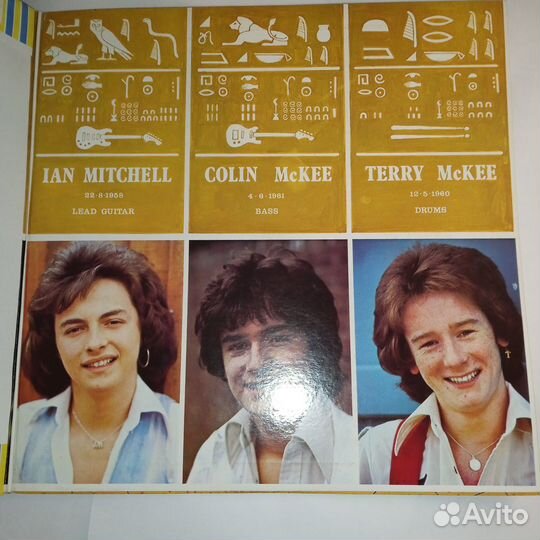 IAN MITCHELL
22·8·1958
LEAD GUITAR
COLIN McKEE
4·6·1961
BASS
TERRY McKEE
12·5·1960
DRUMS
Avito